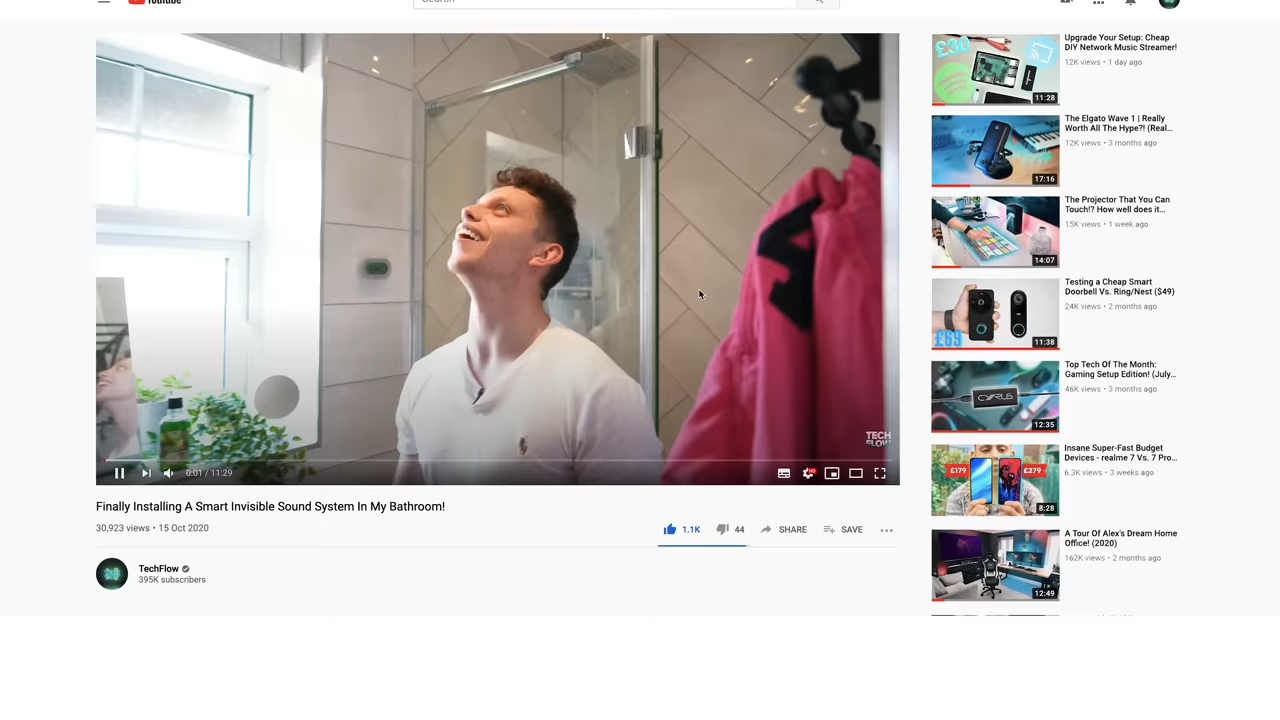 YouTube
Search
TECH
FLOW
0:01 / 11:29
HD
Finally Installing A Smart Invisible Sound System In My Bathroom!
30,923 views • 15 Oct 2020
1.1K
44
SHARE
SAVE
TechFlow
395K subscribers
£30
11:28
Upgrade Your Setup: Cheap
DIY Network Music Streamer!
12K views • 1 day ago
17:16
The Elgato Wave 1 | Really
Worth All The Hype?! (Real...
12K views • 3 months ago
14:07
The Projector That You Can
Touch!? How well does it...
15K views • 1 week ago
£69
11:38
Testing a Cheap Smart
Doorbell Vs. Ring/Nest ($49)
24K views • 2 months ago
CYRUS
12:35
Top Tech Of The Month:
Gaming Setup Edition! (July...
46K views • 3 months ago
£179
£279
8:28
Insane Super-Fast Budget
Devices - realme 7 Vs. 7 Pro...
6.3K views • 3 weeks ago
12:49
A Tour Of Alex's Dream Home
Office! (2020)
162K views • 2 months ago